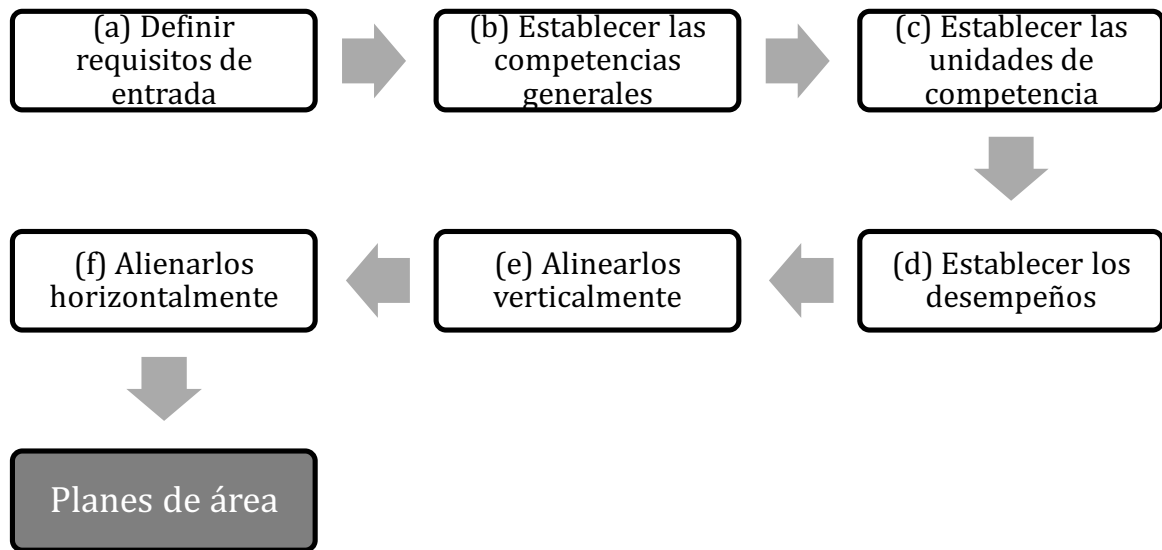 (a) Definir
requisitos de
entrada
(b) Establecer las
competencias
generales
(c) Establecer las
unidades de
competencia
(d) Establecer los
desempeños
(e) Alinearlos
verticalmente
(f) Alienarlos
horizontalmente
Planes de área